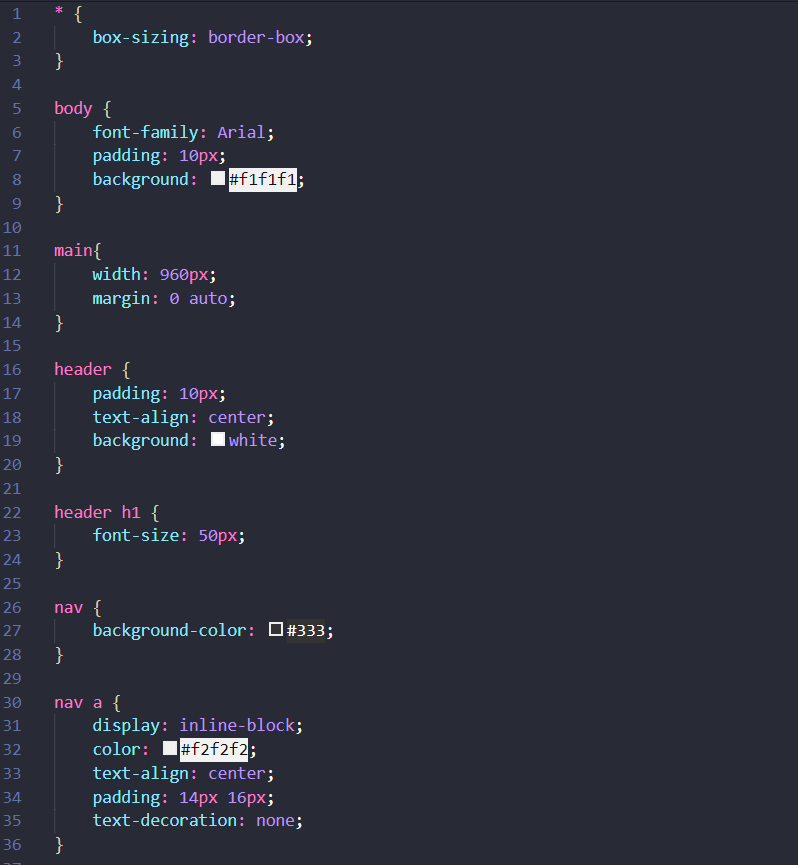 1 * {
2     box-sizing: border-box;
3 }
4
5 body {
6     font-family: Arial;
7     padding: 10px;
8     background: #f1f1f1;
9 }
10
11 main{
12     width: 960px;
13     margin: 0 auto;
14 }
15
16 header {
17     padding: 10px;
18     text-align: center;
19     background: white;
20 }
21
22 header h1 {
23     font-size: 50px;
24 }
25
26 nav {
27     background-color: #333;
28 }
29
30 nav a {
31     display: inline-block;
32     color: #f2f2f2;
33     text-align: center;
34     padding: 14px 16px;
35     text-decoration: none;
36 }